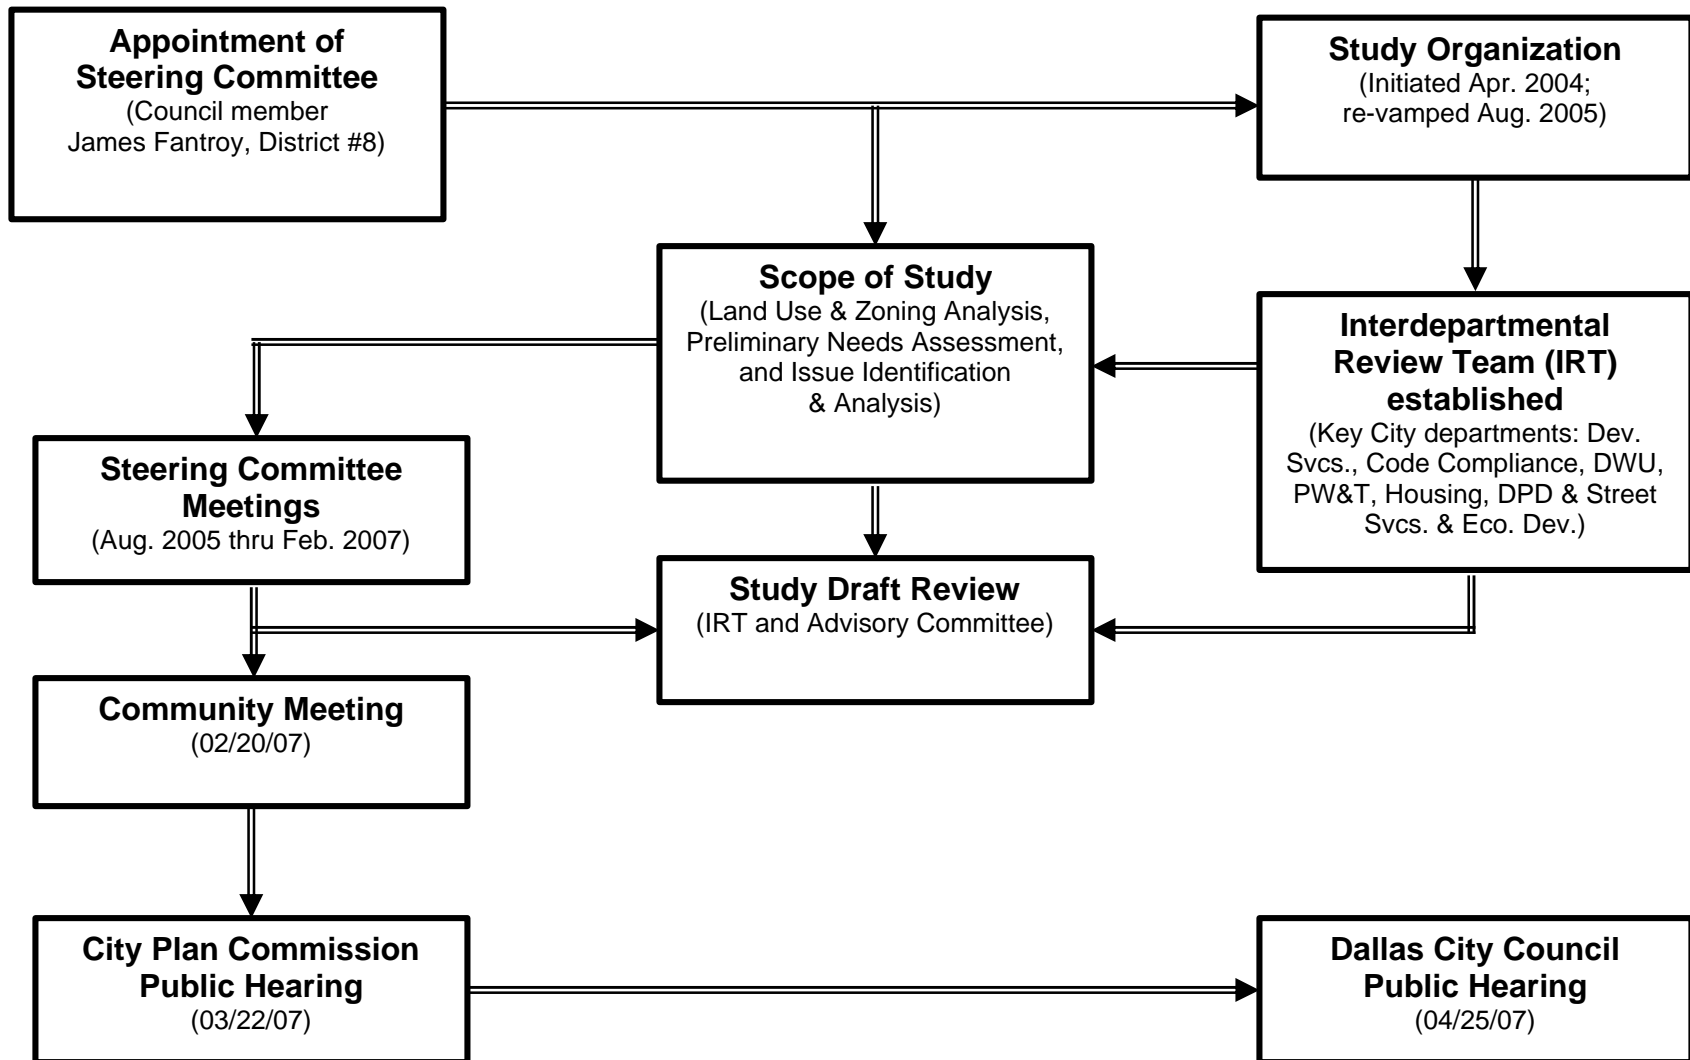 Appointment of
Steering Committee
(Council member
James Fantroy, District #8)
Study Organization
(Initiated Apr. 2004;
re-vamped Aug. 2005)
Scope of Study
(Land Use & Zoning Analysis,
Preliminary Needs Assessment,
and Issue Identification
& Analysis)
Interdepartmental
Review Team (IRT)
established
(Key City departments: Dev.
Svcs., Code Compliance, DWU,
PW&T, Housing, DPD & Street
Svcs. & Eco. Dev.)
Steering Committee
Meetings
(Aug. 2005 thru Feb. 2007)
Study Draft Review
(IRT and Advisory Committee)
Community Meeting
(02/20/07)
City Plan Commission
Public Hearing
(03/22/07)
Dallas City Council
Public Hearing
(04/25/07)